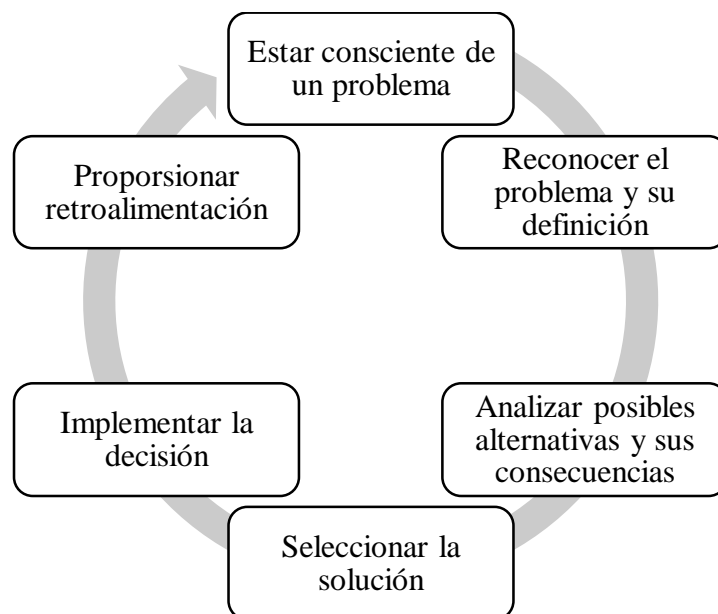 Estar consciente de
un problema
Reconocer el
problema y su
definición
Analizar posibles
alternativas y sus
consecuencias
Seleccionar la
solución
Implementar la
decisión
Proporsionar
retroalimentación